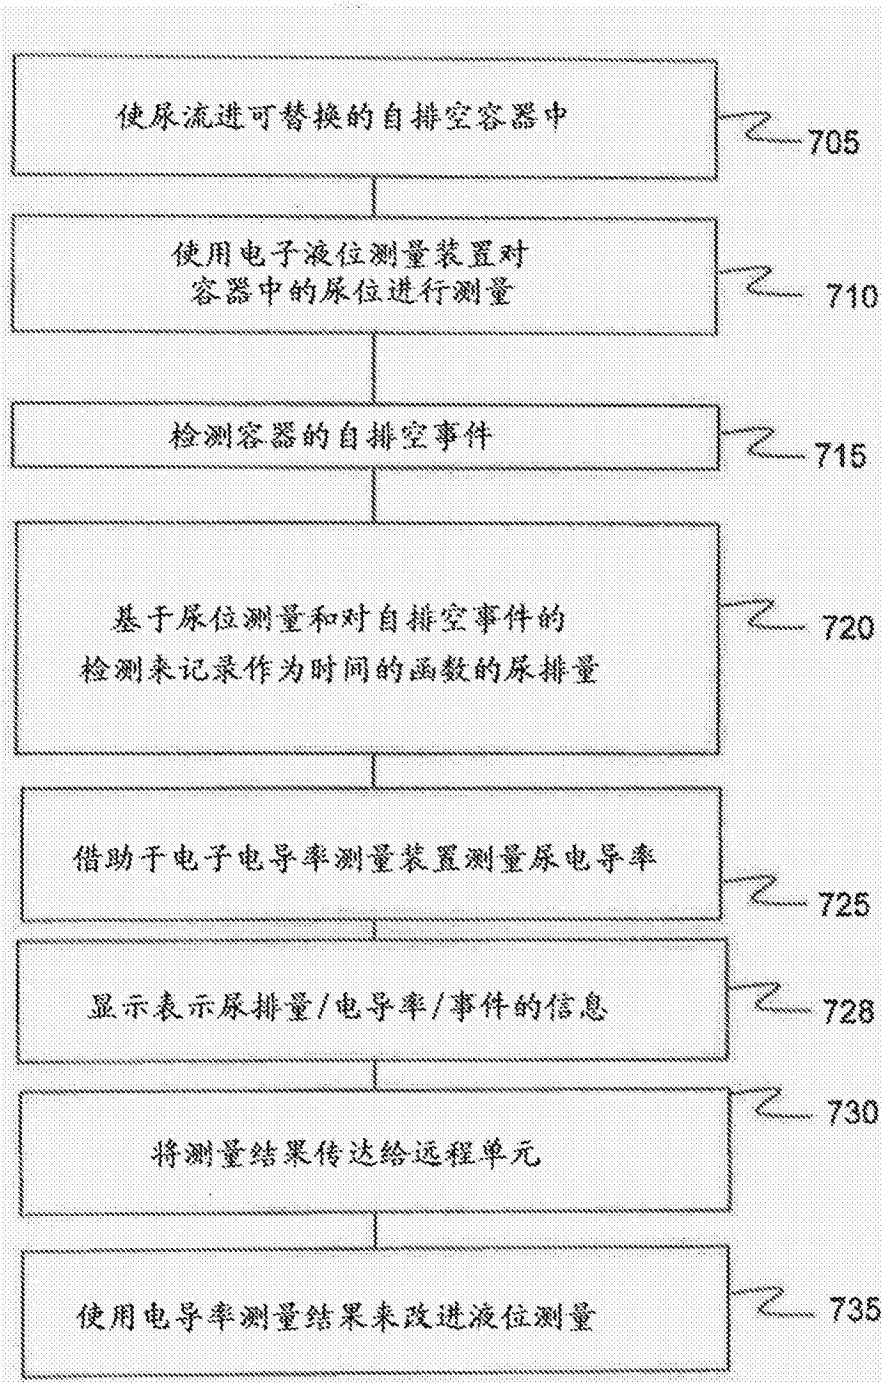 使尿流进可替换的自排空容器中
705
使用电子液位测量装置对
容器中的尿位进行测量
710
检测容器的自排空事件
715
基于尿位测量和对自排空事件的
检测来记录作为时间的函数的尿排量
720
借助于电子电导率测量装置测量尿电导率
725
显示表示尿排量/电导率/事件的信息
728
730
将测量结果传达给远程单元
使用电导率测量结果来改进液位测量
735